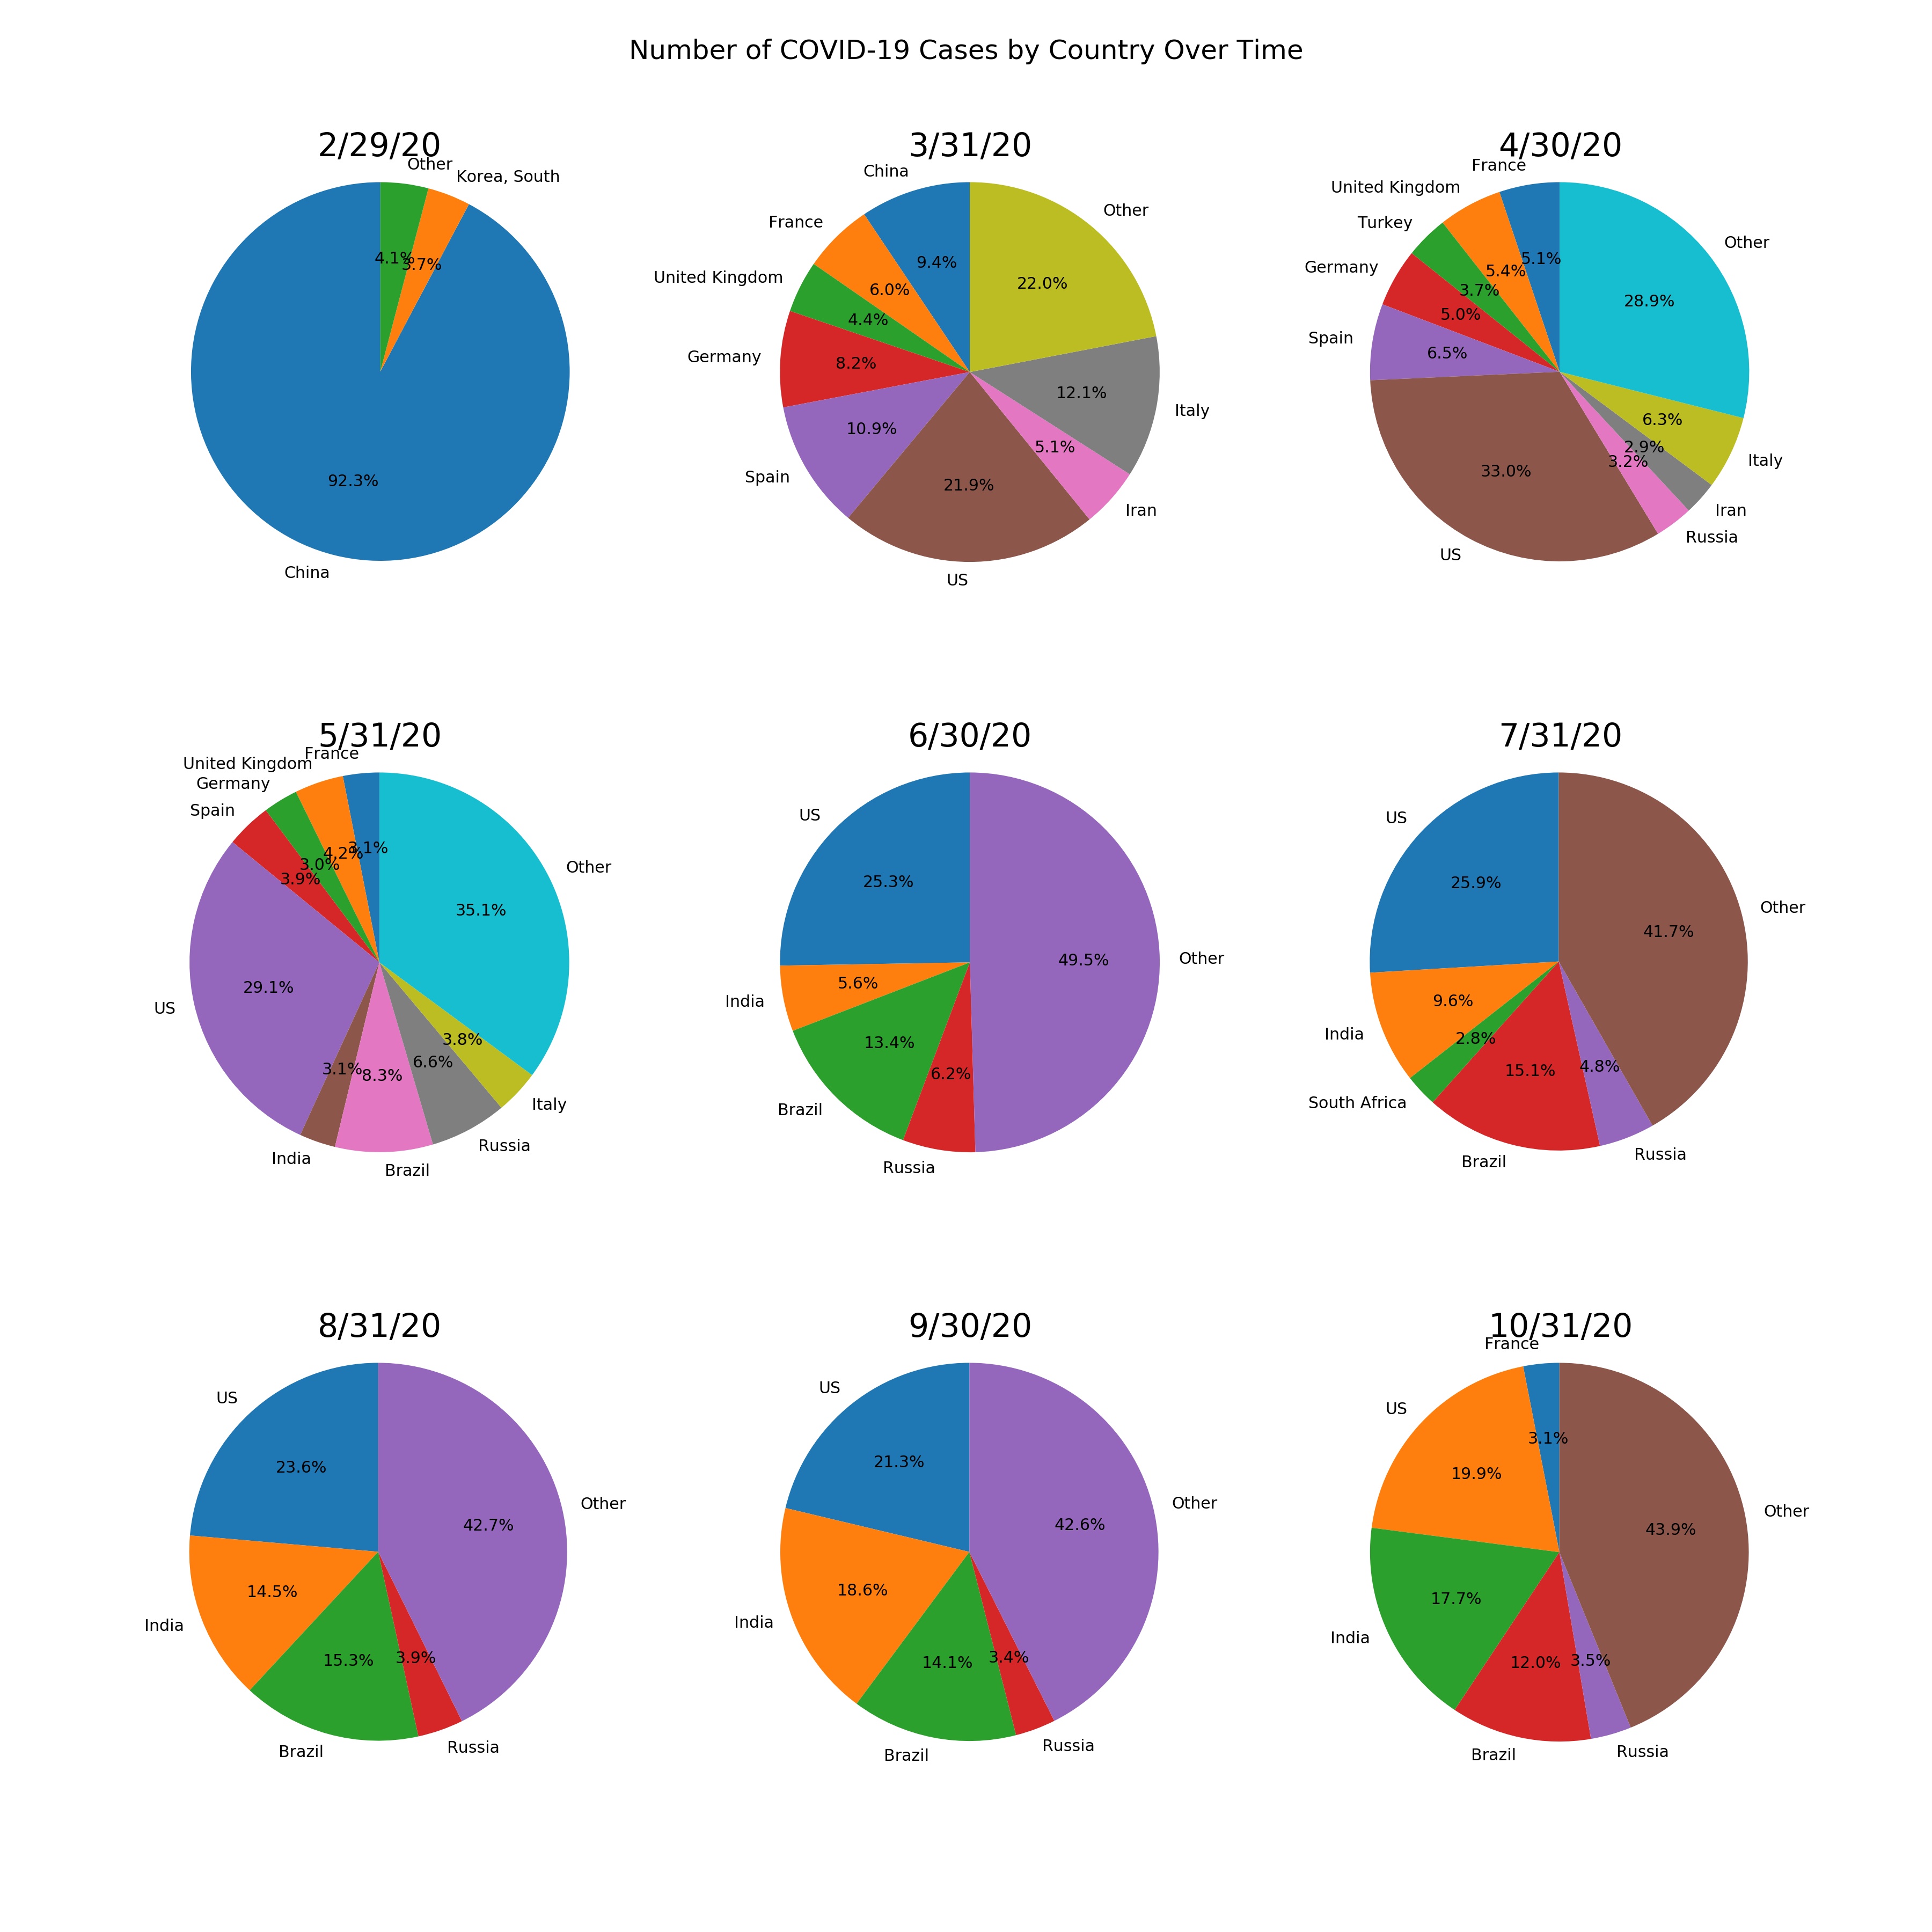 Number of COVID-19 Cases by Country Over Time
2/29/20
Other
Korea, South
4.1%
3.7%
92.3%
China
3/31/20
China
Other
France
United Kingdom
9.4%
22.0%
6.0%
4.4%
Germany
8.2%
12.1%
Italy
10.9%
5.1%
Spain
21.9%
Iran
US
4/30/20
France
United Kingdom
Turkey
Other
Germany
5.1%
5.4%
3.7%
28.9%
5.0%
Spain
6.5%
6.3%
2.9%
3.2%
33.0%
Italy
Iran
Russia
US
5/31/20
France
United Kingdom
Germany
Spain
3.1%
4.2%
3.0%
3.9%
Other
35.1%
29.1%
US
3.8%
6.6%
3.1%
8.3%
Italy
Russia
India
Brazil
6/30/20
US
25.3%
49.5%
Other
5.6%
India
13.4%
6.2%
Brazil
Russia
7/31/20
US
25.9%
Other
41.7%
9.6%
India
2.8%
15.1%
4.8%
South Africa
Brazil
Russia
8/31/20
US
23.6%
Other
42.7%
14.5%
India
15.3%
3.9%
Brazil
Russia
9/30/20
US
21.3%
Other
42.6%
18.6%
India
14.1%
3.4%
Brazil
Russia
10/31/20
France
US
3.1%
19.9%
Other
43.9%
17.7%
India
12.0%
3.5%
Brazil
Russia